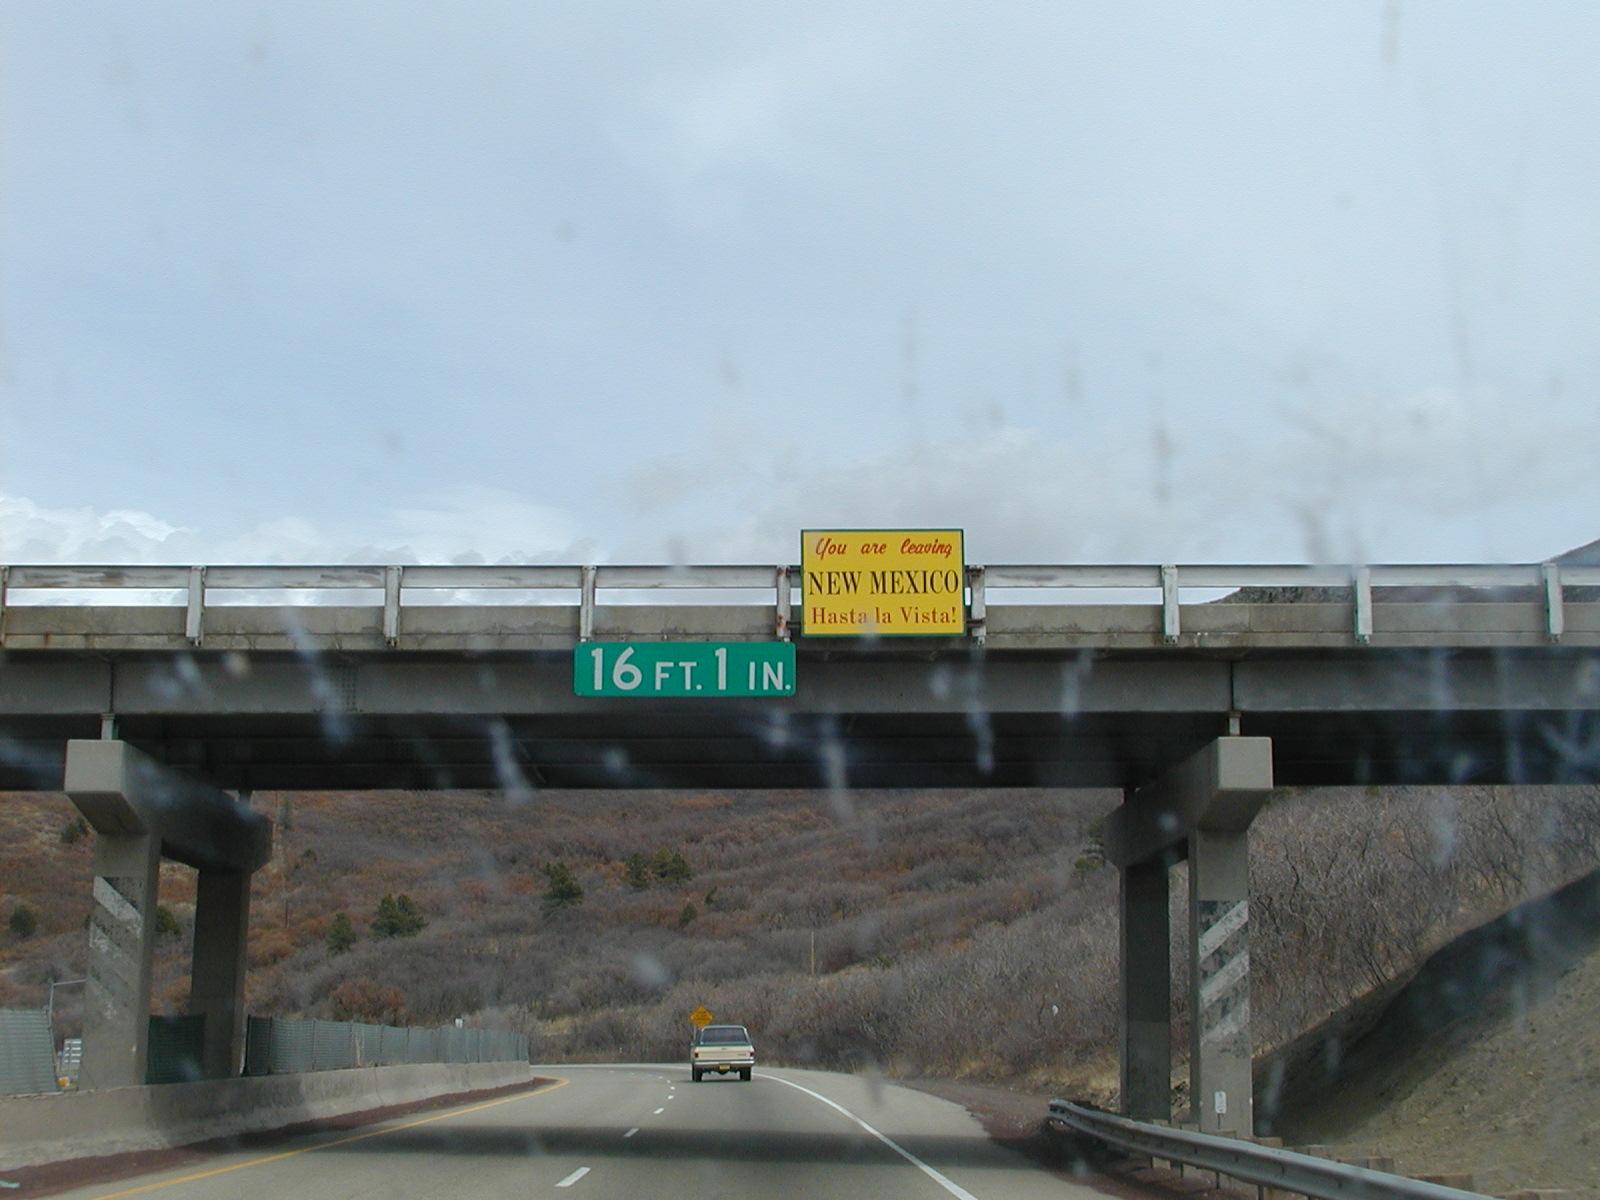 You are leaving
NEW MEXICO
Hasta la Vista!
16 FT. 1 IN.